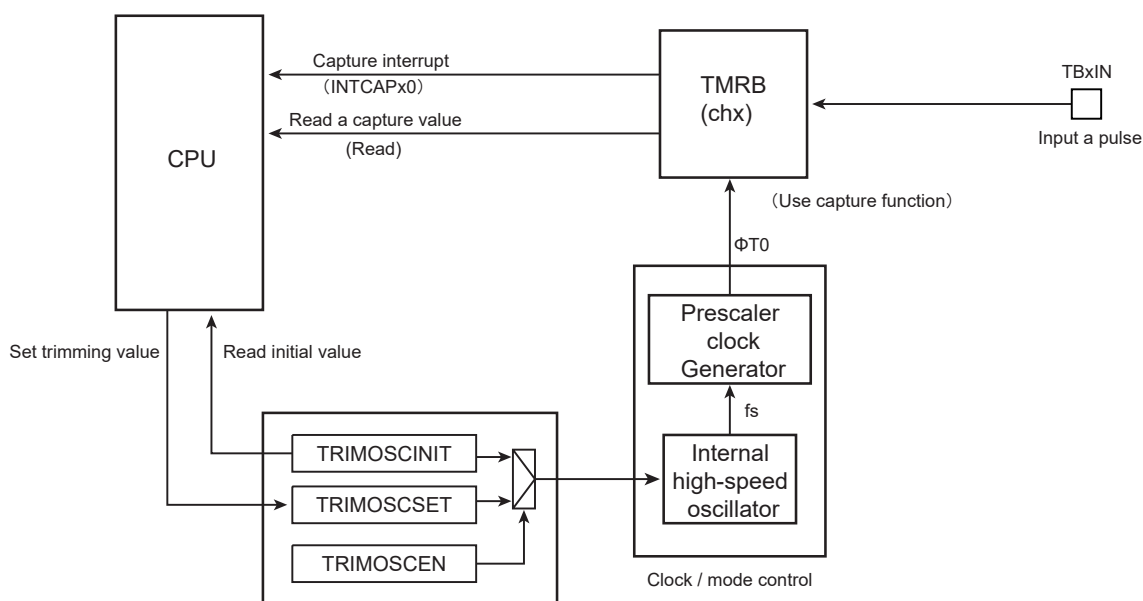 Capture interrupt
（INTCAPx0）
Read a capture value
(Read)
CPU
TMRB
(chx)
TBxIN
Input a pulse
（Use capture function）
ΦT0
Prescaler
clock
Generator
Set trimming value
Read initial value
fs
TRIMOSCINIT
TRIMOSCSET
TRIMOSCEN
Internal
high-speed
oscillator
Clock / mode control